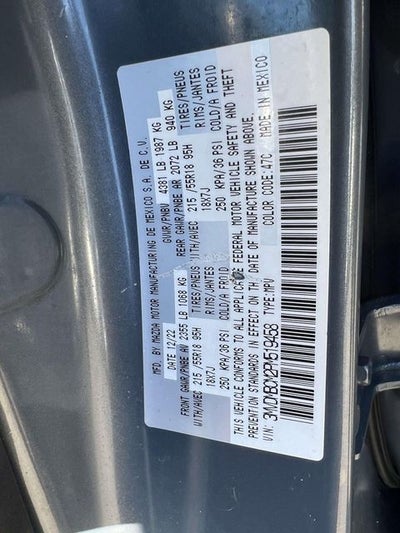 MFD. BY MAZDA MOTOR MANUFACTURING DE MEXICO S.A. DE C.V.
DATE 12/22 GVWR/PNBV 4381 LB 1987 KG
FRONT GAWR/PNBE AV 2355 LB 1068 KG REAR GAWR/PNBE AR 2072 LB 940 KG
WITH/AVEC TIRES/PNEUS WITH/AVEC TIRES/PNEUS
215 /55R18 95H RIMS/JANTES 215 /55R18 95H RIMS/JANTES
18X7J COLD/A FROID 18X7J COLD/A FROID
250 KPA/36 PSI 250 KPA/36 PSI
THIS VEHICLE CONFORMS TO ALL APPLICABLE FEDERAL MOTOR VEHICLE SAFETY AND THEFT
PREVENTION STANDARDS IN EFFECT ON THE DATE OF MANUFACTURE SHOWN ABOVE.
VIN: TYPE:MPV COLOR CODE: MADE IN MEXICO